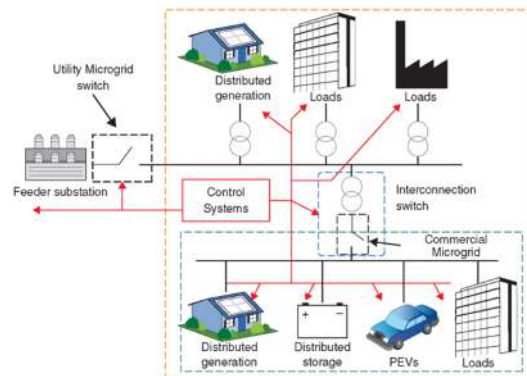 Utility Microgrid
switch
Distributed
generation
Loads
Loads
Feeder substation
Control
Systems
Interconnection
switch
Commercial
Microgrid
+ −
Distributed
generation
Distributed
storage
PEVs
Loads